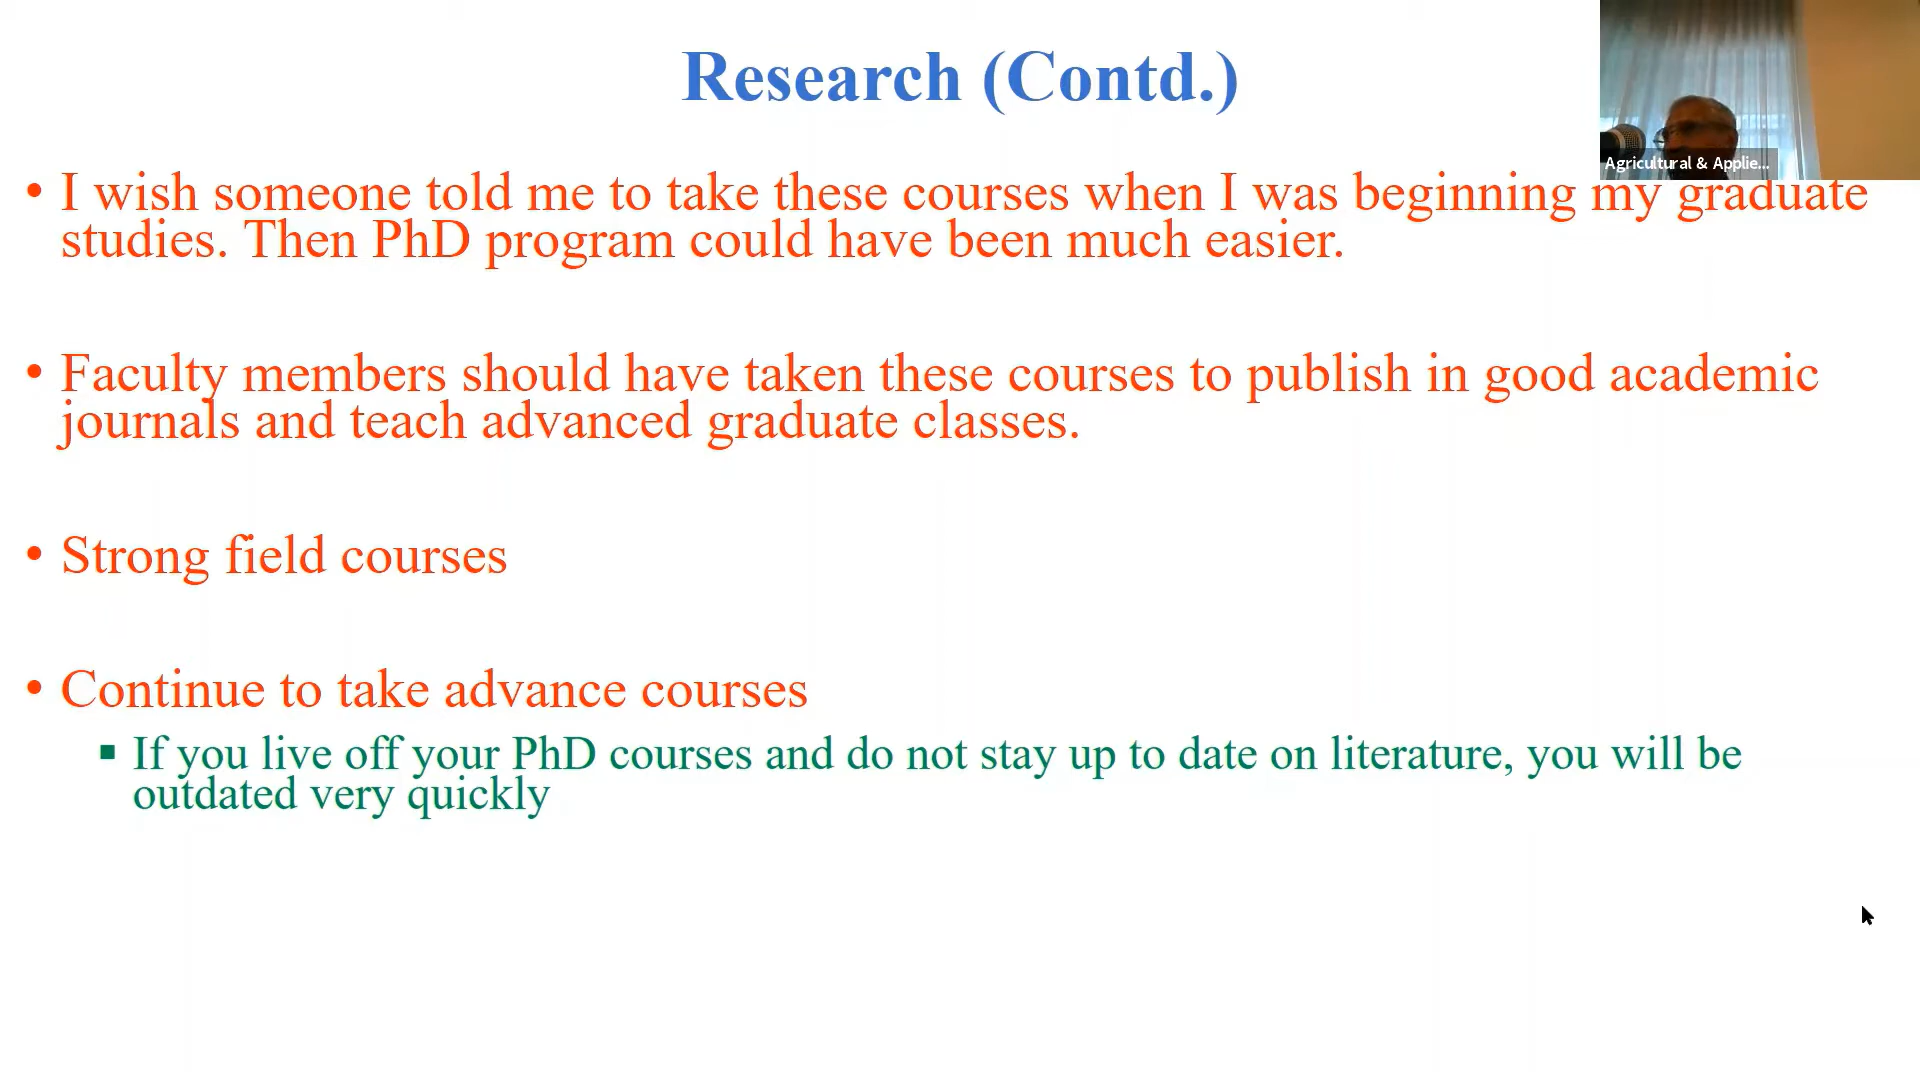 Research (Contd.)
Agricultural & Applie...
• I wish someone told me to take these courses when I was beginning my graduate
studies. Then PhD program could have been much easier.
• Faculty members should have taken these courses to publish in good academic
journals and teach advanced graduate classes.
• Strong field courses
• Continue to take advance courses
▪ If you live off your PhD courses and do not stay up to date on literature, you will be
outdated very quickly